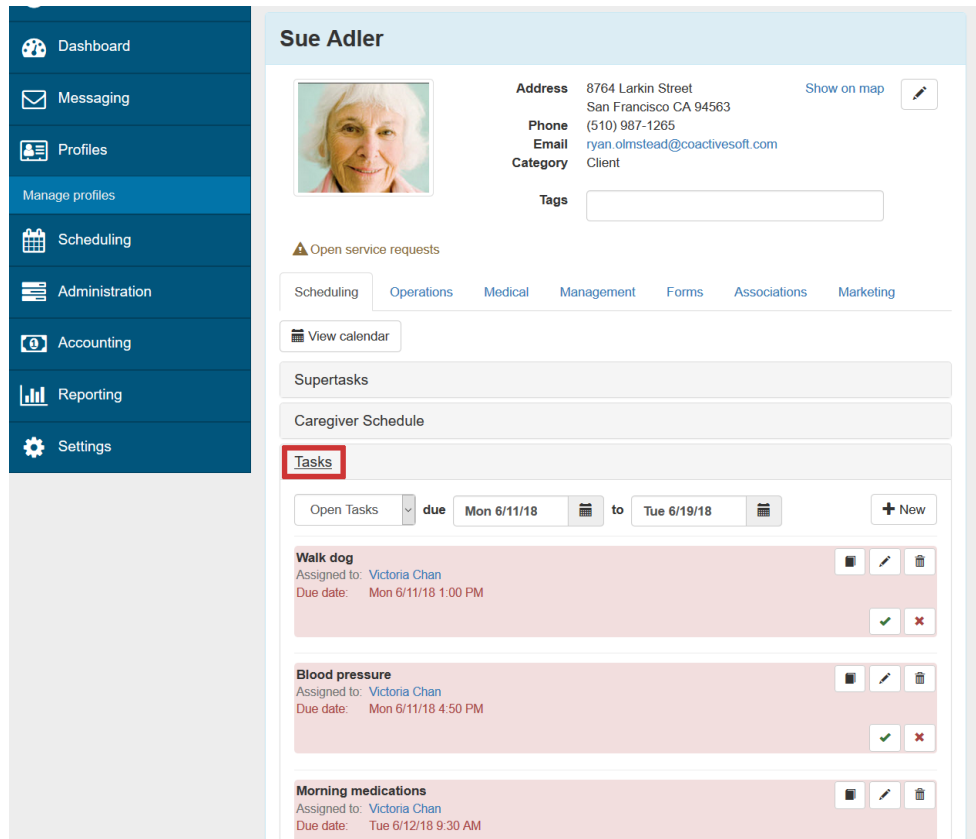 Dashboard
Messaging
Profiles
Manage profiles
Scheduling
Administration
Accounting
Reporting
Settings
Sue Adler
Address 8764 Larkin Street Show on map
San Francisco CA 94563
Phone (510) 987-1265
Email ryan.olmstead@coactivesoft.com
Category Client
Tags
Open service requests
Scheduling Operations Medical Management Forms Associations Marketing
View calendar
Supertasks
Caregiver Schedule
Tasks
Open Tasks due Mon 6/11/18 to Tue 6/19/18 New
Walk dog
Assigned to: Victoria Chan
Due date: Mon 6/11/18 1:00 PM
Blood pressure
Assigned to: Victoria Chan
Due date: Mon 6/11/18 4:50 PM
Morning medications
Assigned to: Victoria Chan
Due date: Tue 6/12/18 9:30 AM